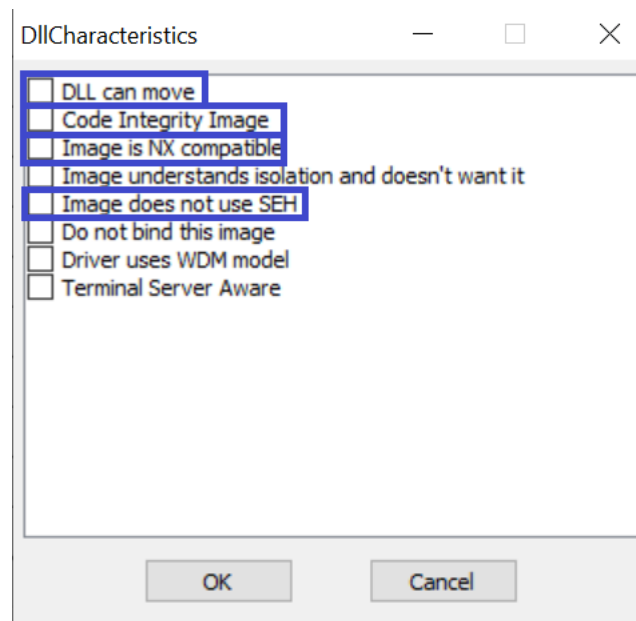 DllCharacteristics
DLL can move
Code Integrity Image
Image is NX compatible
Image understands isolation and doesn't want it
Image does not use SEH
Do not bind this image
Driver uses WDM model
Terminal Server Aware
OK
Cancel